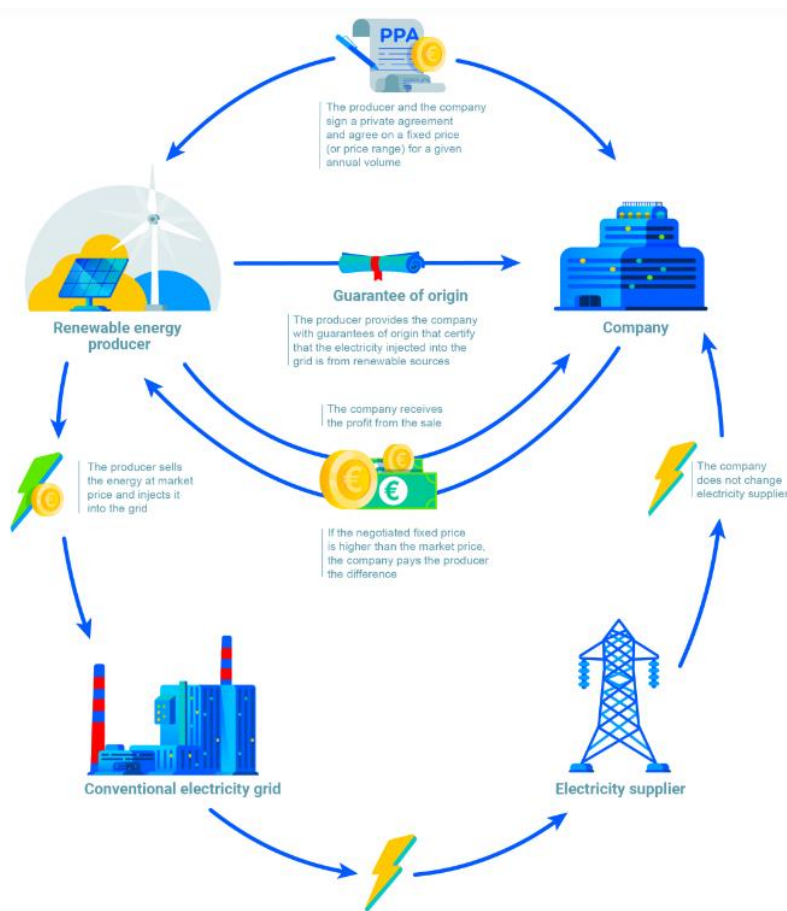 PPA
The producer and the company
sign a private agreement
and agree on a fixed price
(or price range) for a given
annual volume
Guarantee of origin
The producer provides the company
with guarantees of origin that certify
that the electricity injected into the
grid is from renewable sources
Renewable energy
producer
Company
The company receives
the profit from the sale
The producer sells
the energy at market
price and injects it
into the grid
€
€
€
€
The company
does not change
electricity supplier
If the negotiated fixed price
is higher than the market price,
the company pays the producer
the difference
Conventional electricity grid
Electricity supplier